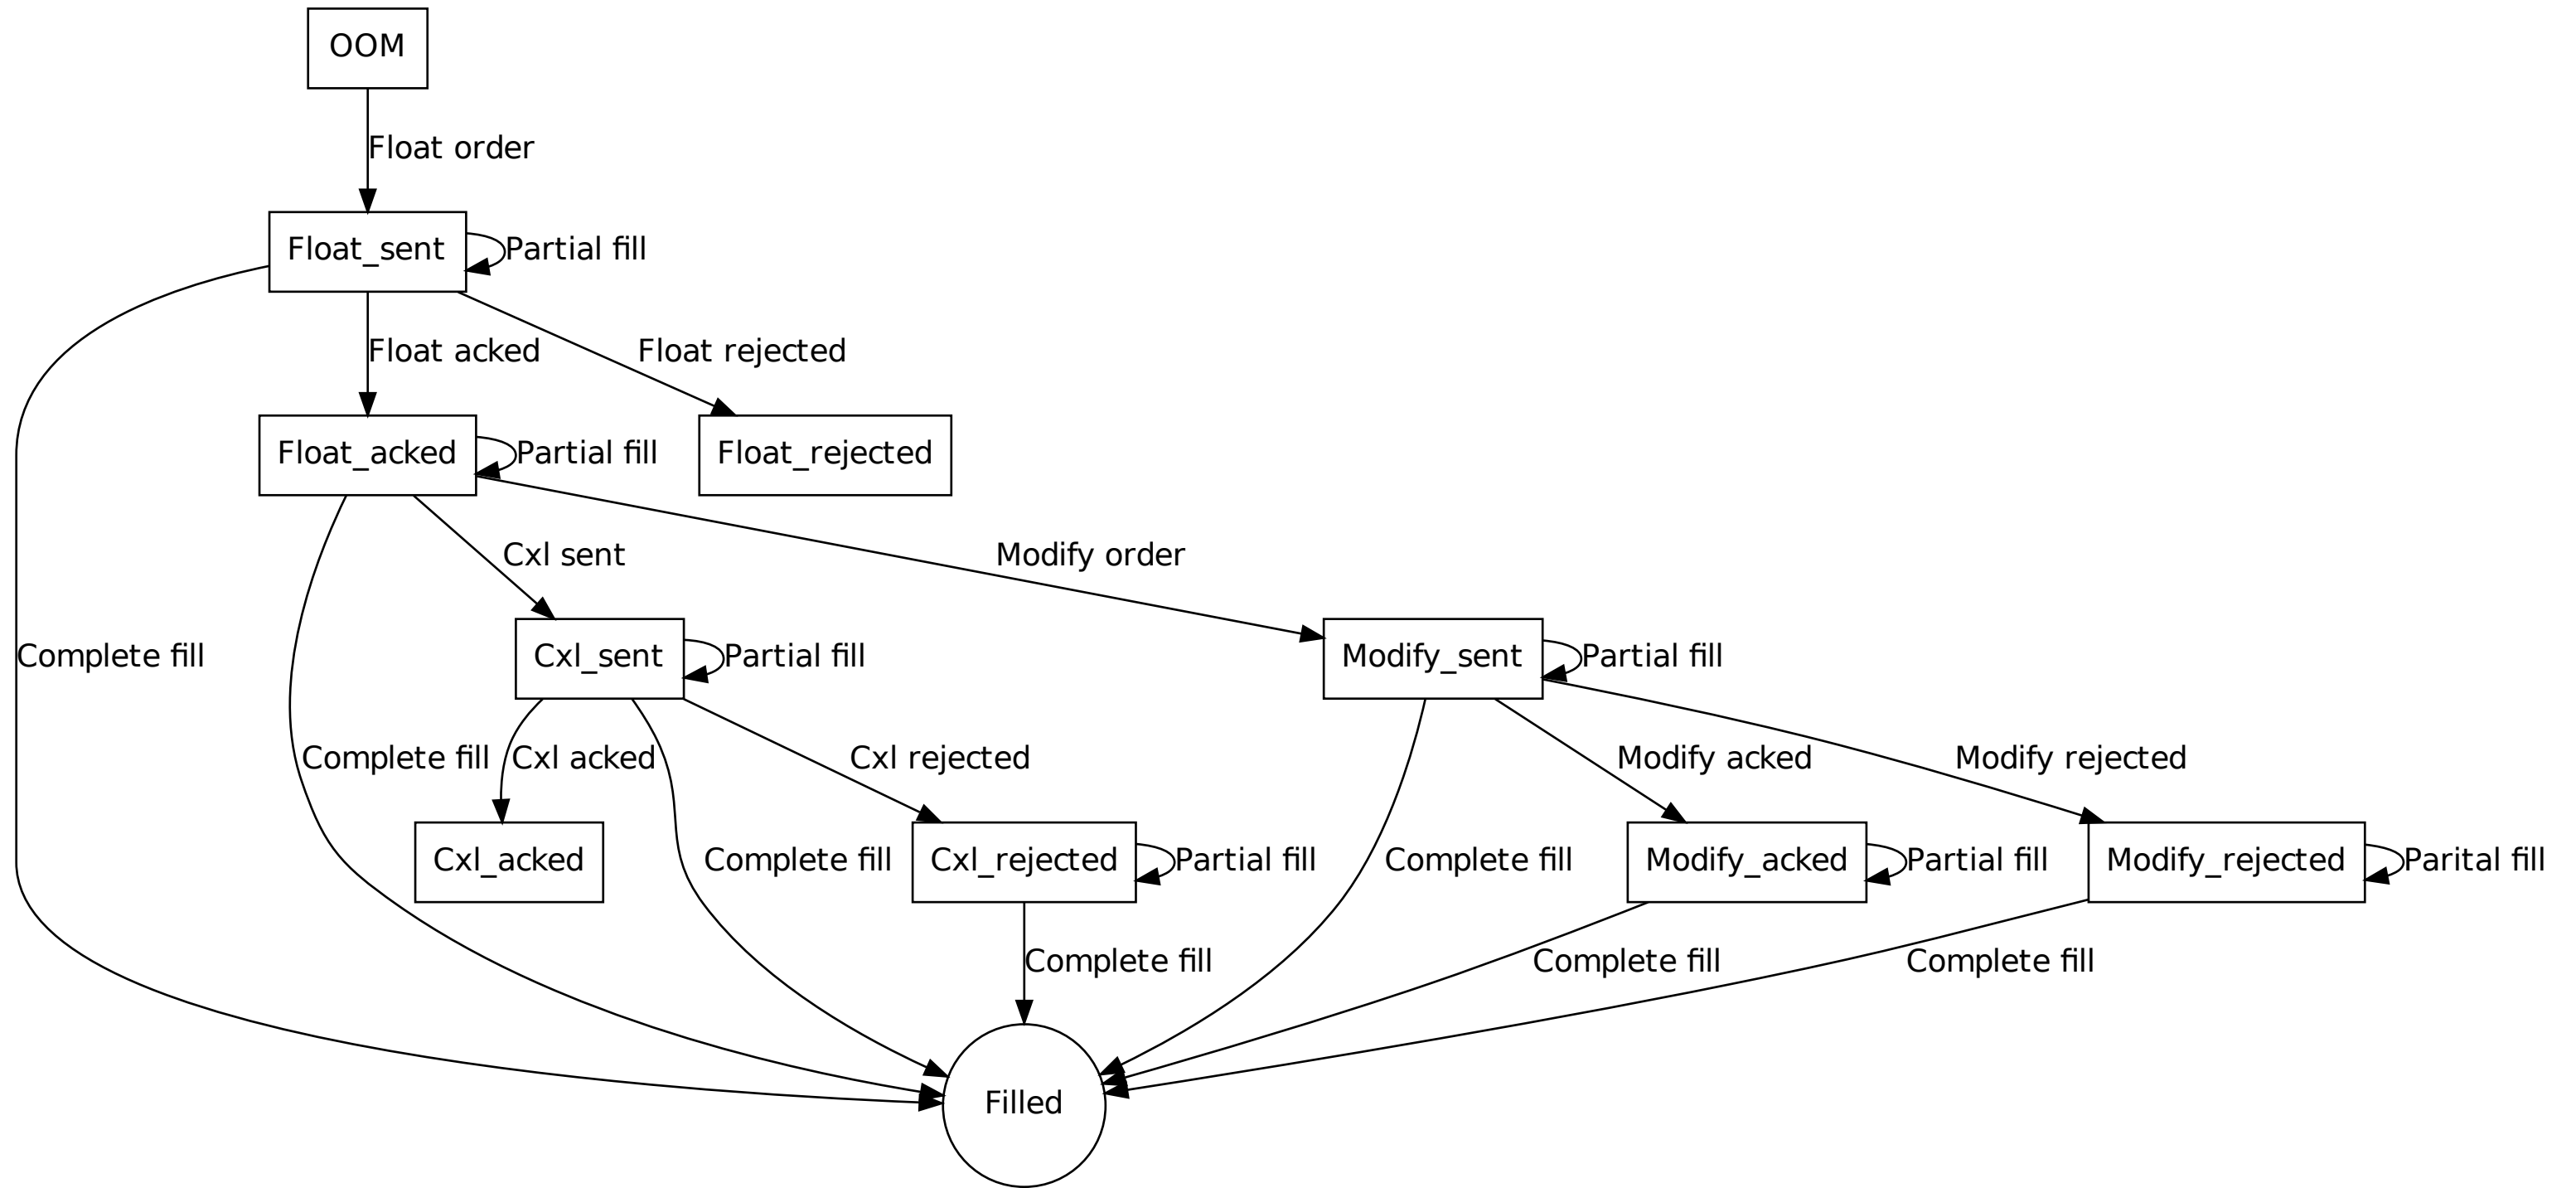 OOM
Float order
Float_sent
Partial fill
Float acked
Float rejected
Float_acked
Partial fill
Float_rejected
Cxl sent
Modify order
Complete fill
Cxl_sent
Partial fill
Modify_sent
Partial fill
Complete fill
Cxl acked
Cxl rejected
Modify acked
Modify rejected
Cxl_acked
Complete fill
Cxl_rejected
Partial fill
Complete fill
Modify_acked
Partial fill
Modify_rejected
Parital fill
Complete fill
Complete fill
Complete fill
Filled